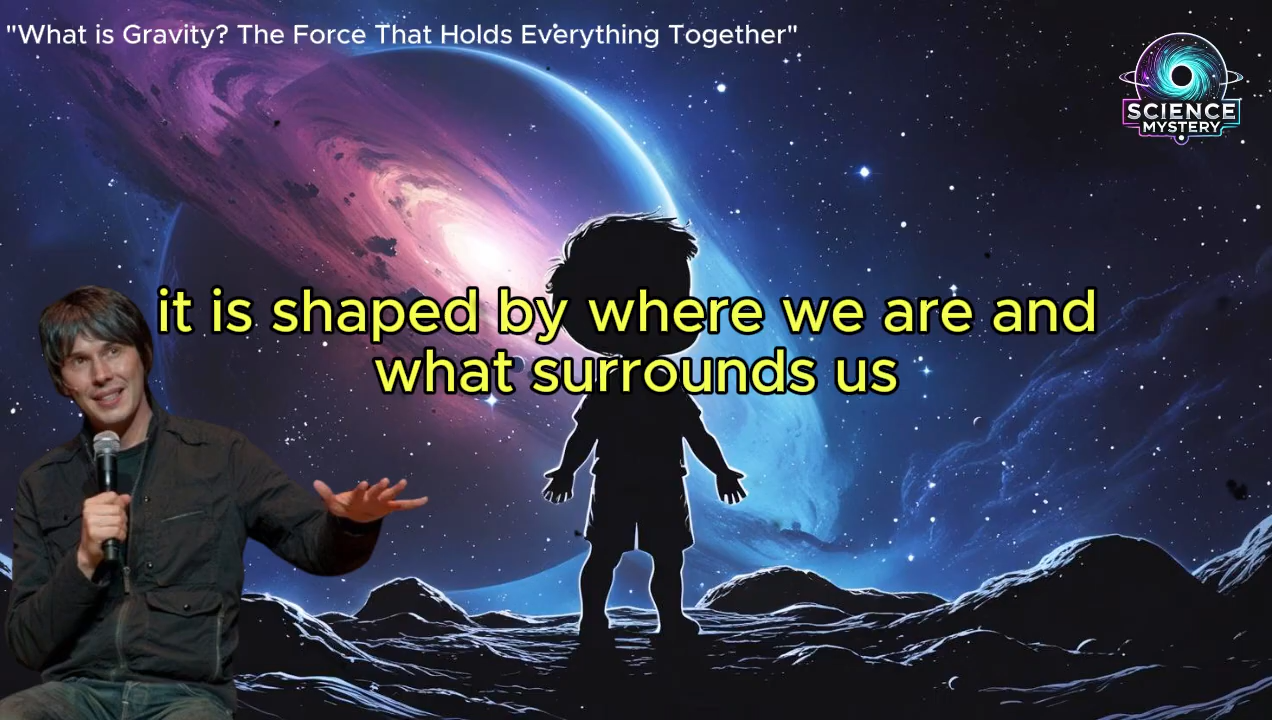 "What is Gravity? The Force That Holds Everything Together"
SCIENCE
MYSTERY
it is shaped by where we are and
what surrounds us